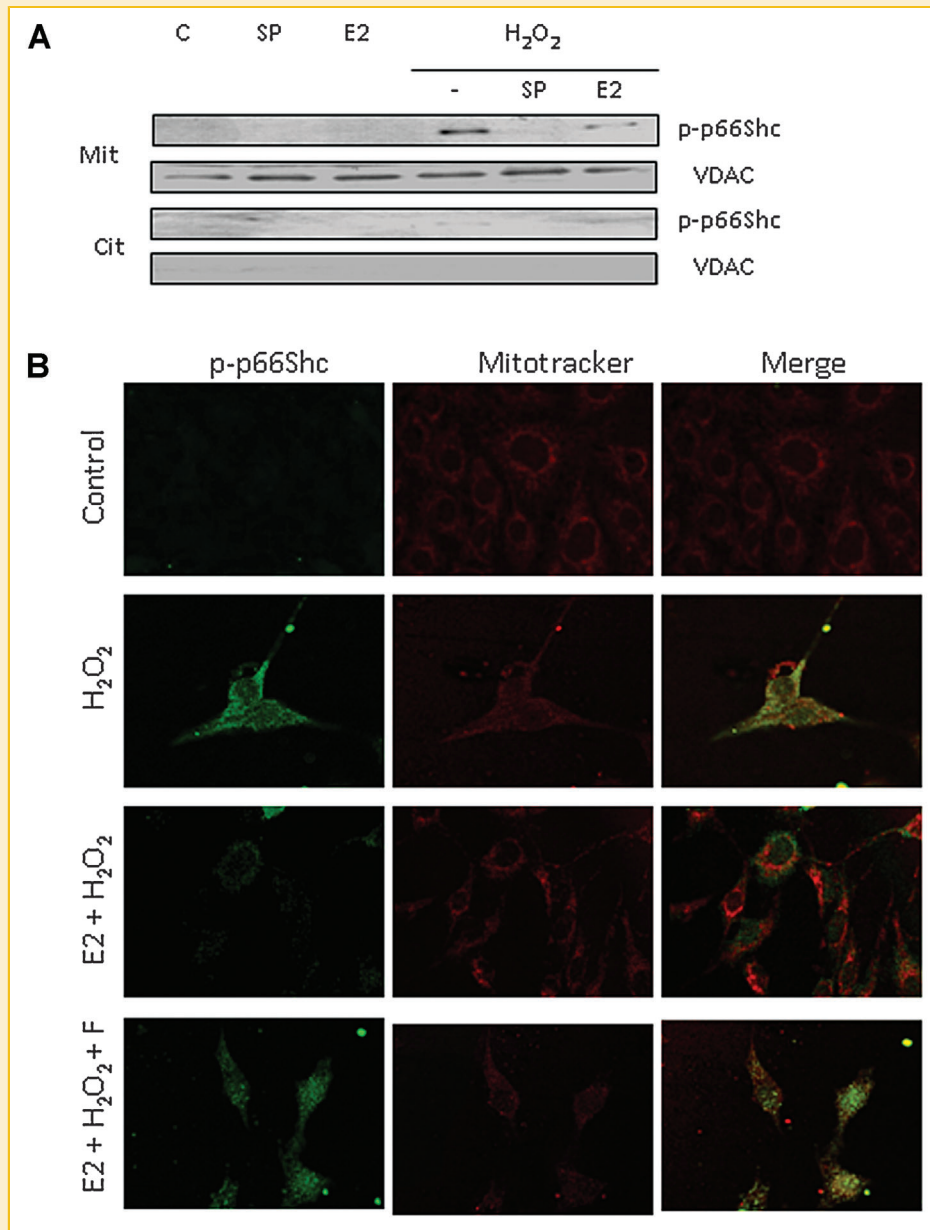 A
C SP E2 H₂O₂
- SP E2
Mit
p-p66Shc
VDAC
Cit
p-p66Shc
VDAC
B
p-p66Shc Mitotracker Merge
Control
H₂O₂
E2 + H₂O₂
E2 + H₂O₂ + F